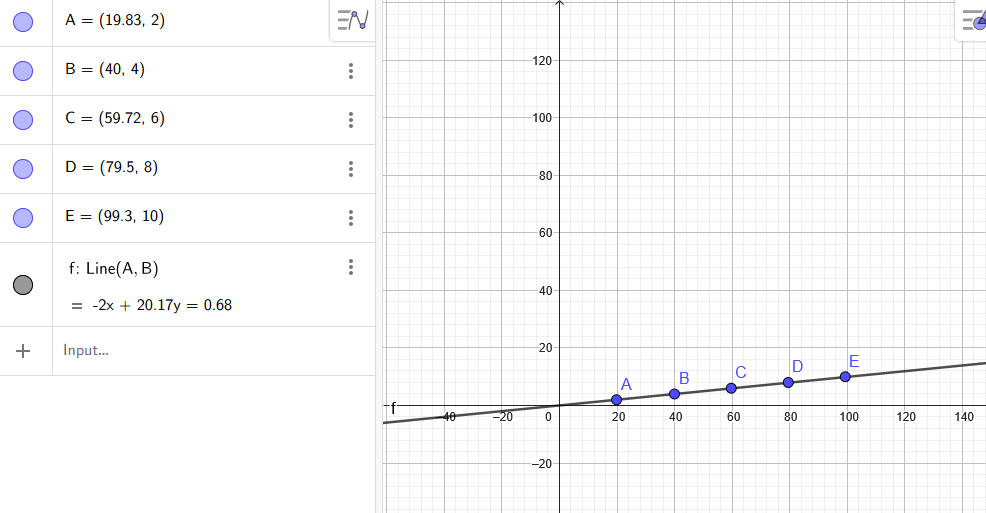 A = (19.83, 2)
B = (40, 4)
C = (59.72, 6)
D = (79.5, 8)
E = (99.3, 10)
f: Line(A, B)
= -2x + 20.17y = 0.68
+ Input...
120
100
80
60
40
20
E
D
C
B
A
f
-40 -20 0 20 40 60 80 100 120 140
-20